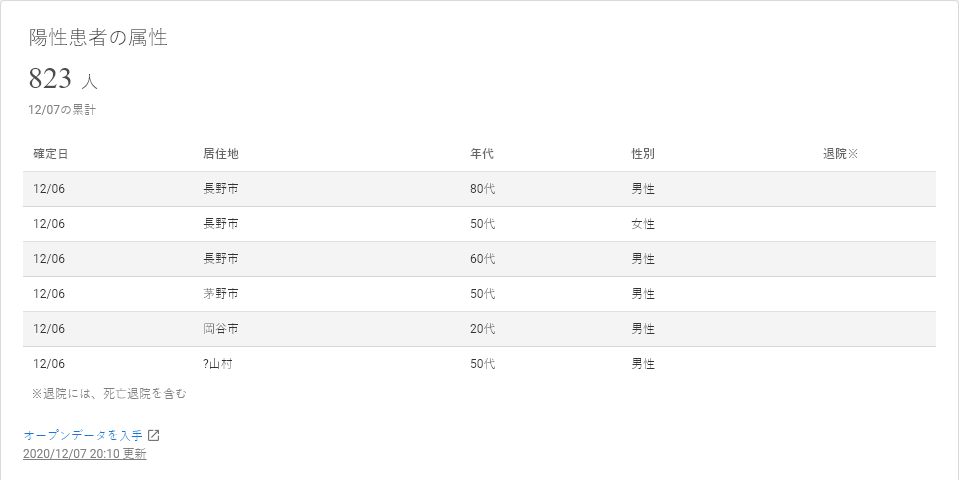 陽性患者の属性
823 人
12/07の累計
確定日 居住地 年代 性別 退院※
12/06 長野市 80代 男性
12/06 長野市 50代 女性
12/06 長野市 60代 男性
12/06 茅野市 50代 男性
12/06 岡谷市 20代 男性
12/06 ?山村 50代 男性
※退院には、死亡退院を含む
オープンデータを入手
2020/12/07 20:10 更新